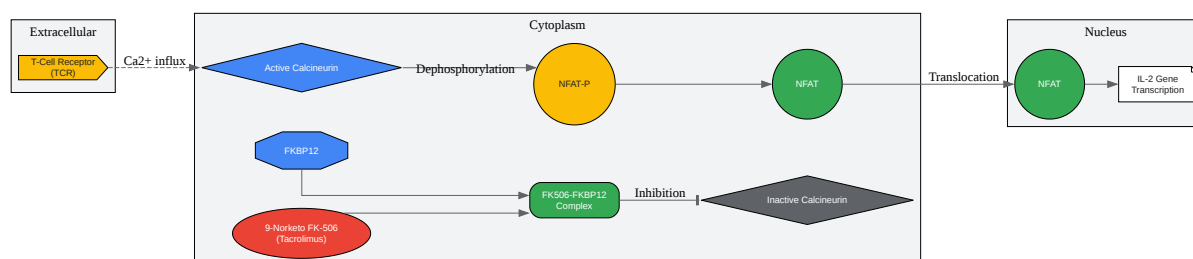 Extracellular
T-Cell Receptor
(TCR)
Ca2+ influx
Cytoplasm
Active Calcineurin
Dephosphorylation
NFAT-P
NFAT
Translocation
Nucleus
NFAT
IL-2 Gene
Transcription
FKBP12
9-Norketo FK-506
(Tacrolimus)
FK506-FKBP12
Complex
Inhibition
Inactive Calcineurin